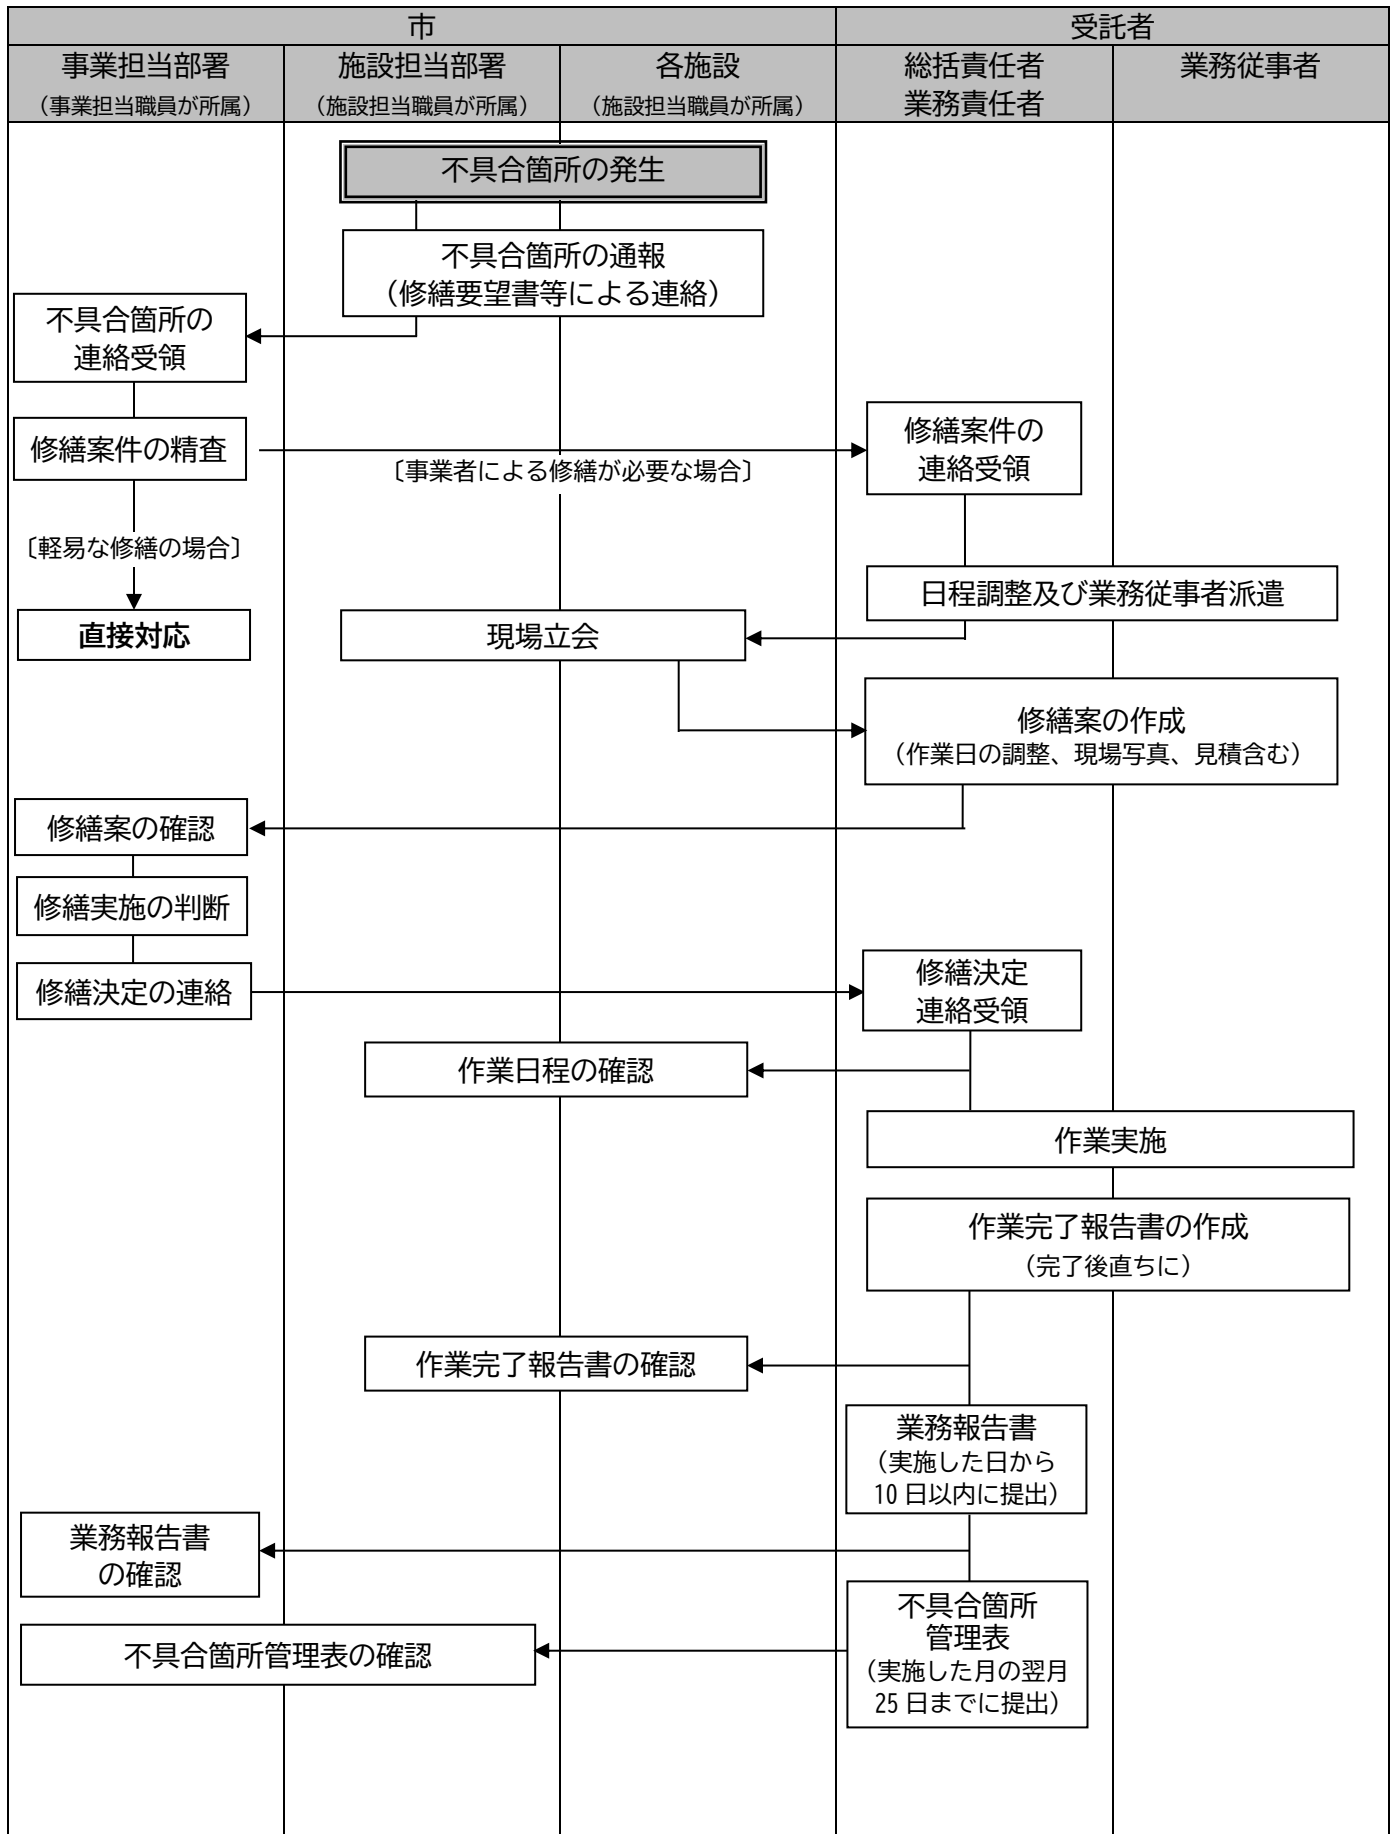 市
受託者
事業担当部署
（事業担当職員が所属）
施設担当部署
（施設担当職員が所属）
各施設
（施設担当職員が所属）
総括責任者
業務責任者
業務従事者
不具合箇所の発生
不具合箇所の通報
（修繕要望書等による連絡）
不具合箇所の
連絡受領
修繕案件の精査
〔事業者による修繕が必要な場合〕
修繕案件の
連絡受領
〔軽易な修繕の場合〕
日程調整及び業務従事者派遣
直接対応
現場立会
修繕案の作成
（作業日の調整、現場写真、見積含む）
修繕案の確認
修繕実施の判断
修繕決定の連絡
修繕決定
連絡受領
作業日程の確認
作業実施
作業完了報告書の作成
（完了後直ちに）
作業完了報告書の確認
業務報告書
（実施した日から
10 日以内に提出）
業務報告書
の確認
不具合箇所
管理表
（実施した月の翌月
25 日までに提出）
不具合箇所管理表の確認